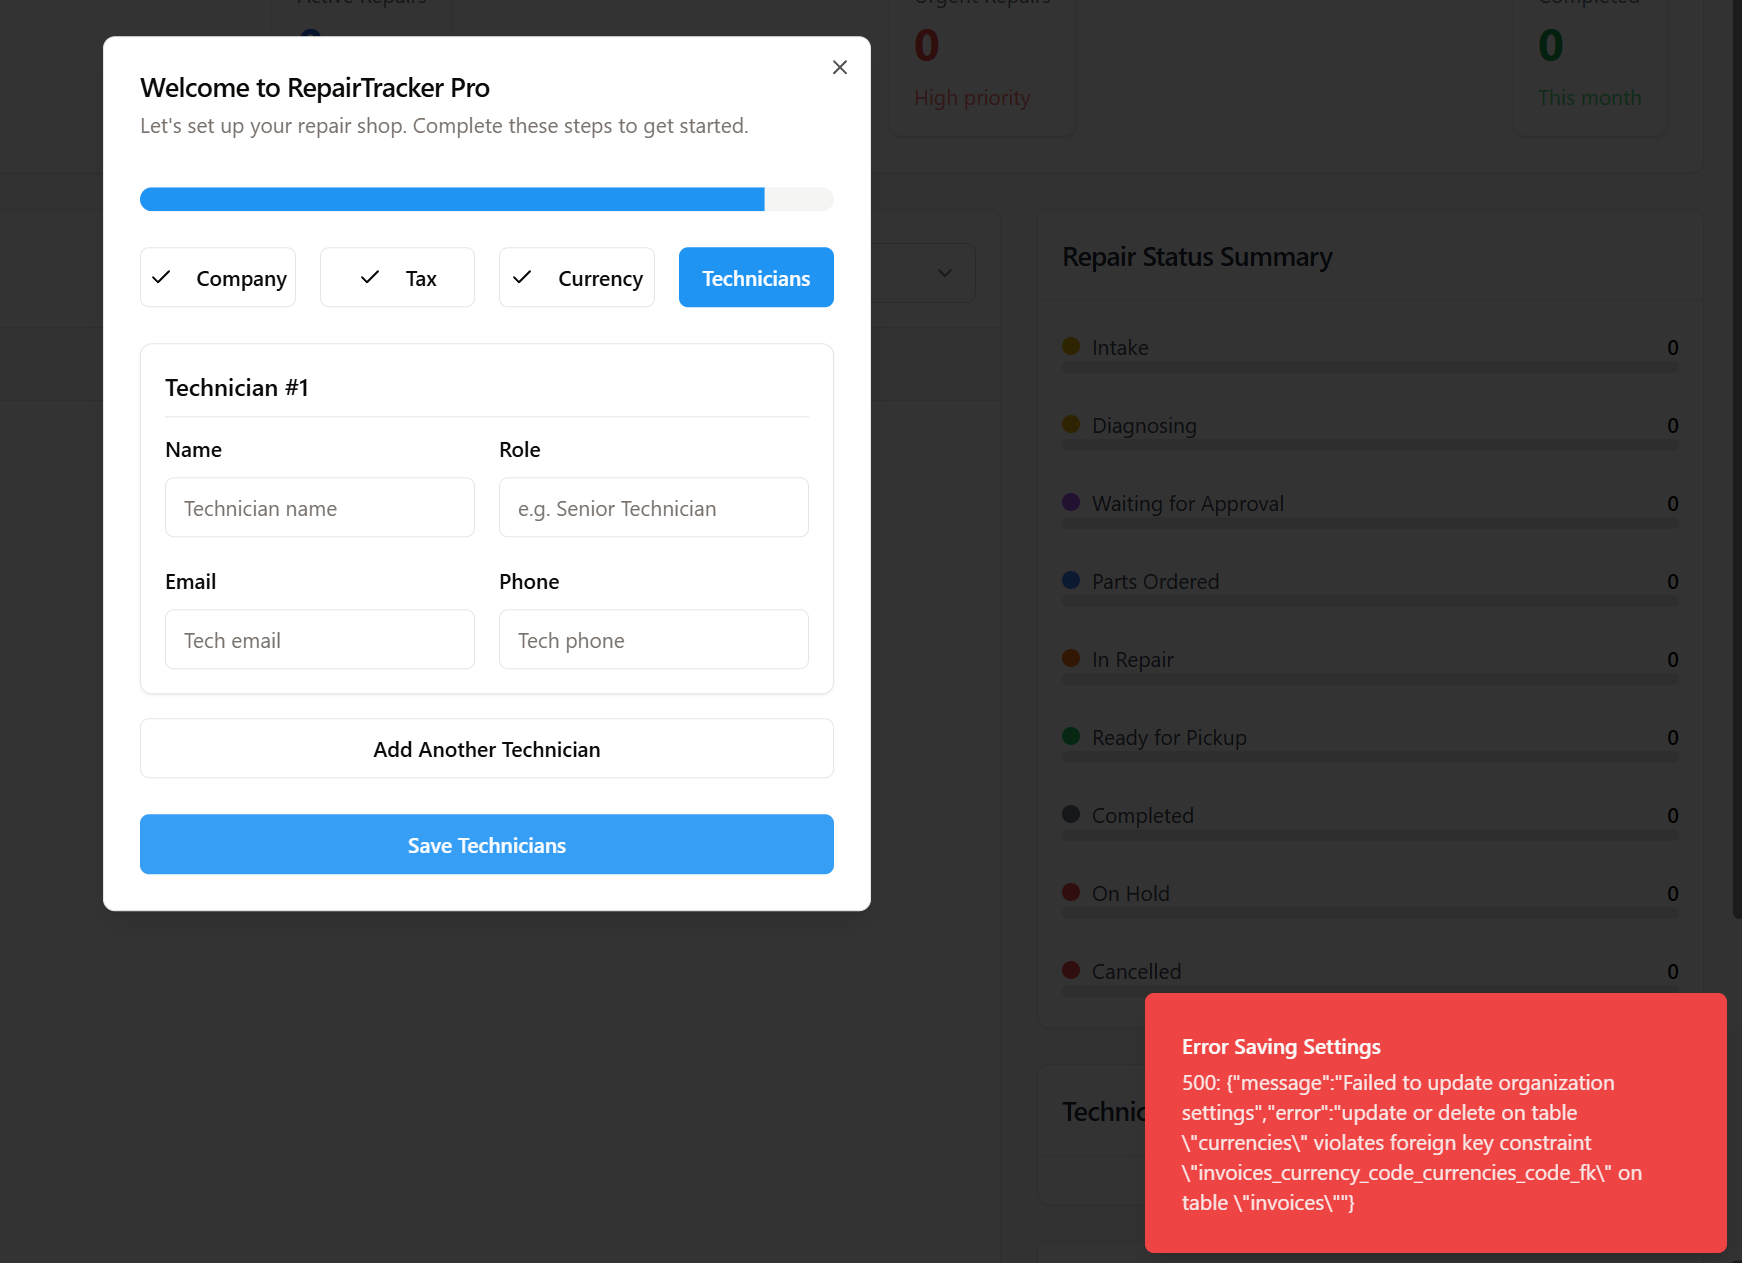 Active Repairs
0
Urgent Repairs
0
High priority
Completed
0
This month
Welcome to RepairTracker Pro
Let's set up your repair shop. Complete these steps to get started.
Company
Tax
Currency
Technicians
Technician #1
Name
Role
Technician name
e.g. Senior Technician
Email
Phone
Tech email
Tech phone
Add Another Technician
Save Technicians
Repair Status Summary
Intake 0
Diagnosing 0
Waiting for Approval 0
Parts Ordered 0
In Repair 0
Ready for Pickup 0
Completed 0
On Hold 0
Cancelled 0
Error Saving Settings
500: {"message":"Failed to update organization
settings","error":"update or delete on table
\"currencies\" violates foreign key constraint
\"invoices_currency_code_currencies_code_fk\" on
table \"invoices\""}